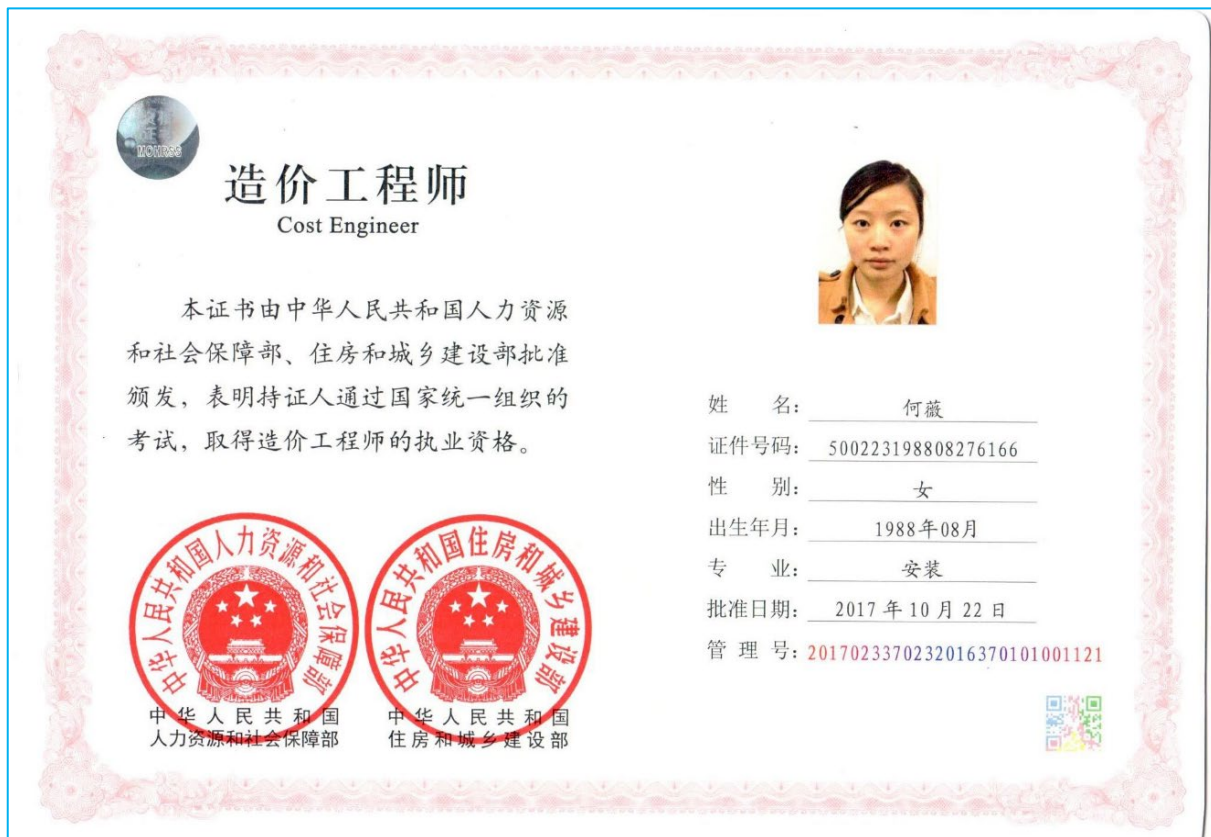 资格
证书
MOHRSS
造价工程师
Cost Engineer
本证书由中华人民共和国人力资源
和社会保障部、住房和城乡建设部批准
颁发，表明持证人通过国家统一组织的
考试，取得造价工程师的执业资格。
中华人民共和国人力资源和社会保障部
中华人民共和国住房和城乡建设部
中华人民共和国
人力资源和社会保障部
中华人民共和国
住房和城乡建设部
姓 名： 何薇
证件号码： 500223198808276166
性 别： 女
出生年月： 1988年08月
专 业： 安装
批准日期： 2017 年 10 月 22 日
管 理 号： 2017023370232016370101001121